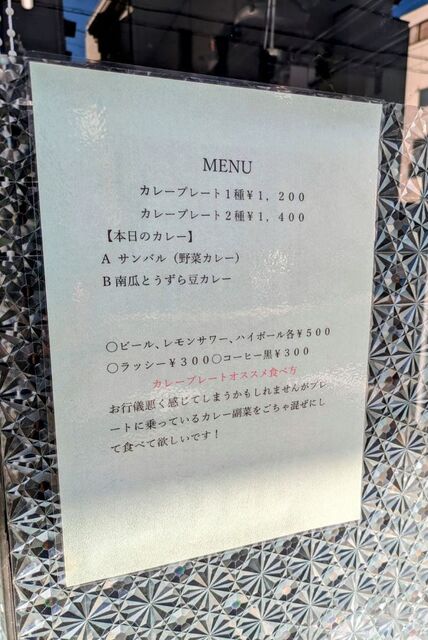 MENU
カレープレート1種¥1,200
カレープレート2種¥1,400
【本日のカレー】
A サンバル（野菜カレー）
B南瓜とうずら豆カレー
○ビール、レモンサワー、ハイボール各¥500
○ラッシー¥300○コーヒー黒¥300
カレープレートオススメ食べ方
お行儀悪く感じてしまうかもしれませんがプレ
ートに乗っているカレー副菜をごちゃ混ぜにし
て食べて欲しいです！